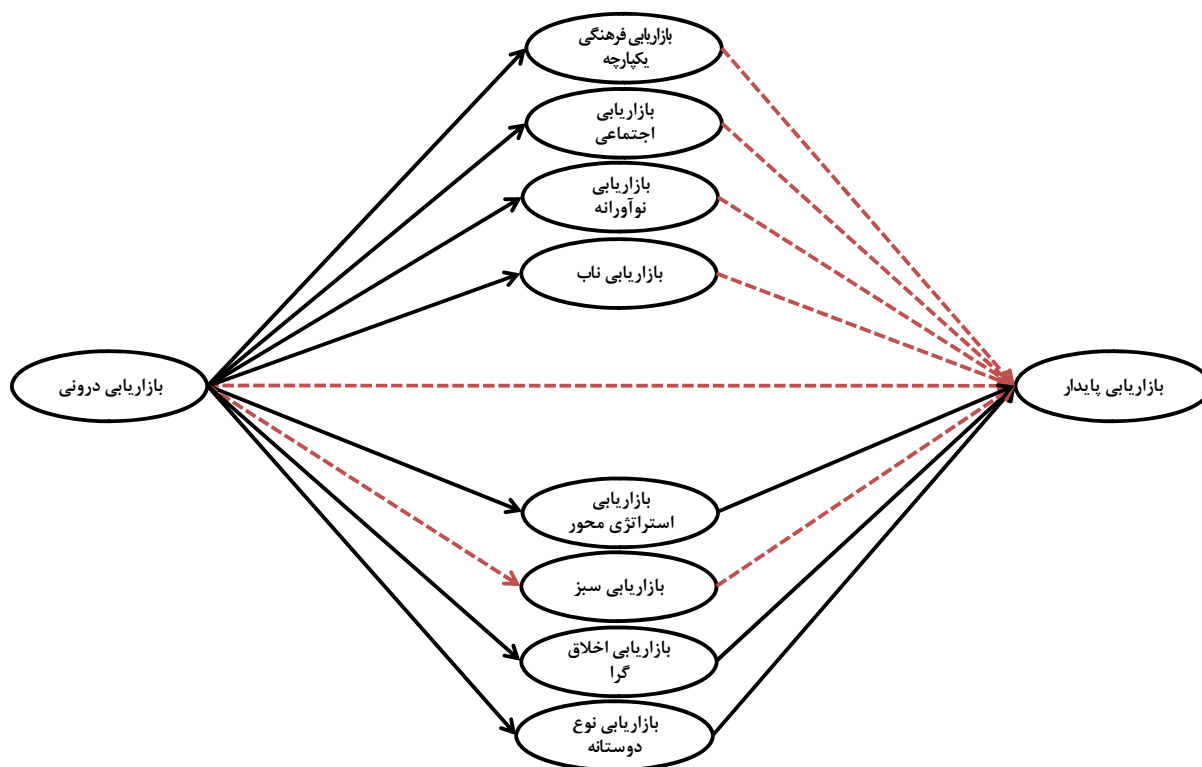 بازاریابی فرهنگی
یکپارچه
بازاریابی
اجتماعی
بازاریابی
نوآورانه
بازاریابی ناب
بازاریابی پایدار
بازاریابی درونی
بازاریابی
استراتژی محور
بازاریابی سبز
بازاریابی اخلاق
گرا
بازاریابی نوع
دوستانه